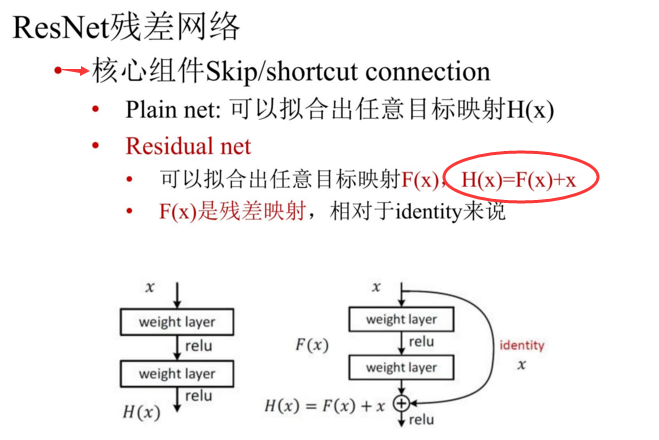 ResNet残差网络
核心组件Skip/shortcut connection
Plain net: 可以拟合出任意目标映射H(x)
Residual net
可以拟合出任意目标映射F(x), H(x)=F(x)+x
F(x)是残差映射，相对于identity来说
x
weight layer
relu
weight layer
relu
H(x)
x
weight layer
F(x)
relu
weight layer
identity
x
H(x) = F(x) + x
relu